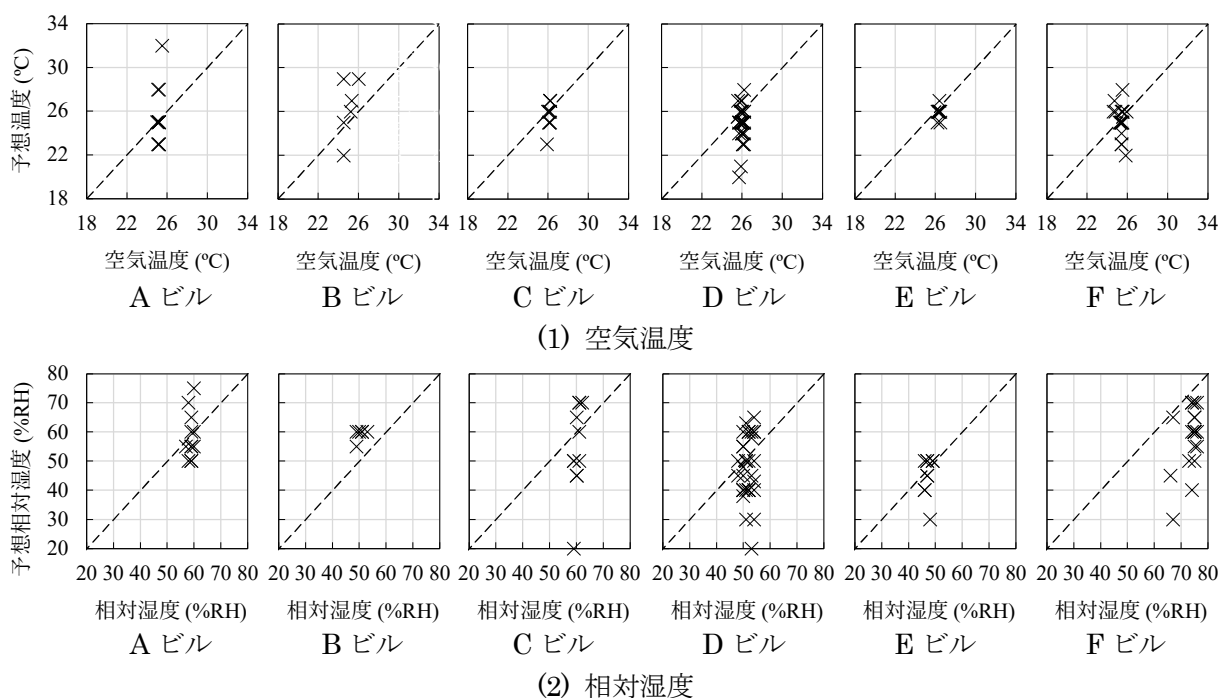 予想温度 (ºC)
34
30
26
22
18
18 22 26 30 34 18 22 26 30 34 18 22 26 30 34 18 22 26 30 34 18 22 26 30 34 18 22 26 30 34
空気温度 (ºC) 空気温度 (ºC) 空気温度 (ºC) 空気温度 (ºC) 空気温度 (ºC) 空気温度 (ºC)
A ビル B ビル C ビル D ビル E ビル F ビル
(1) 空気温度
予想相対湿度 (%RH)
80
70
60
50
40
30
20
20 30 40 50 60 70 80 20 30 40 50 60 70 80 20 30 40 50 60 70 80 20 30 40 50 60 70 80 20 30 40 50 60 70 80 20 30 40 50 60 70 80
相対湿度 (%RH) 相対湿度 (%RH) 相対湿度 (%RH) 相対湿度 (%RH) 相対湿度 (%RH) 相対湿度 (%RH)
A ビル B ビル C ビル D ビル E ビル F ビル
(2) 相対湿度